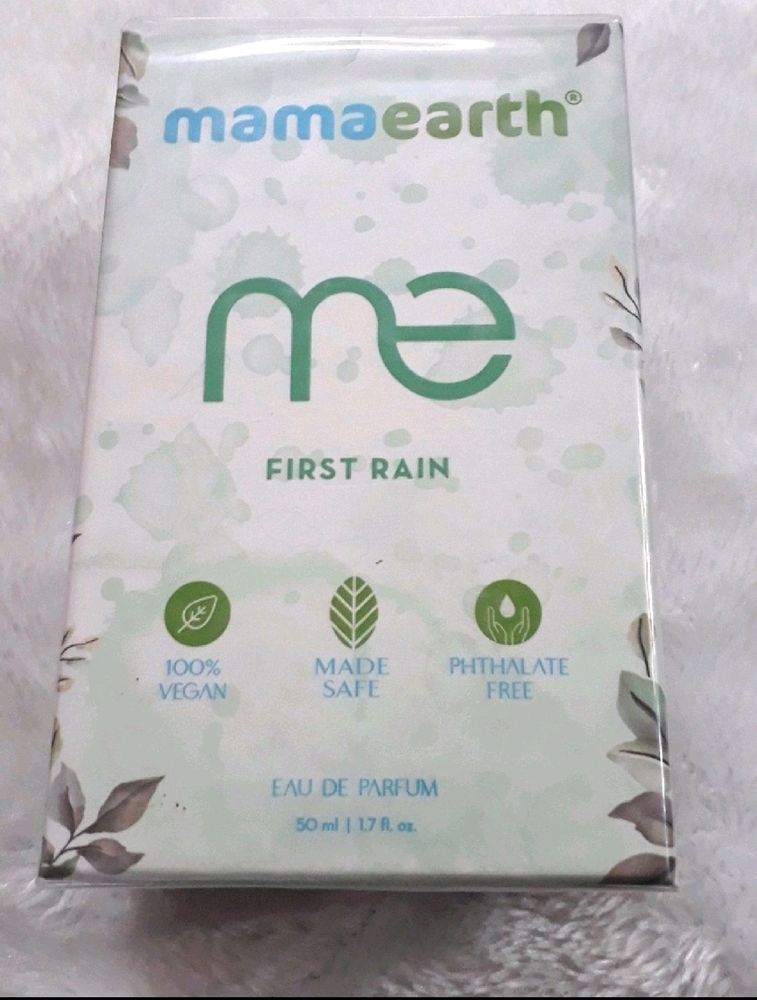 mamaearth®
me
FIRST RAIN
100%
VEGAN
MADE
SAFE
PHTHALATE
FREE
EAU DE PARFUM
50 ml | 1.7 fl. oz.